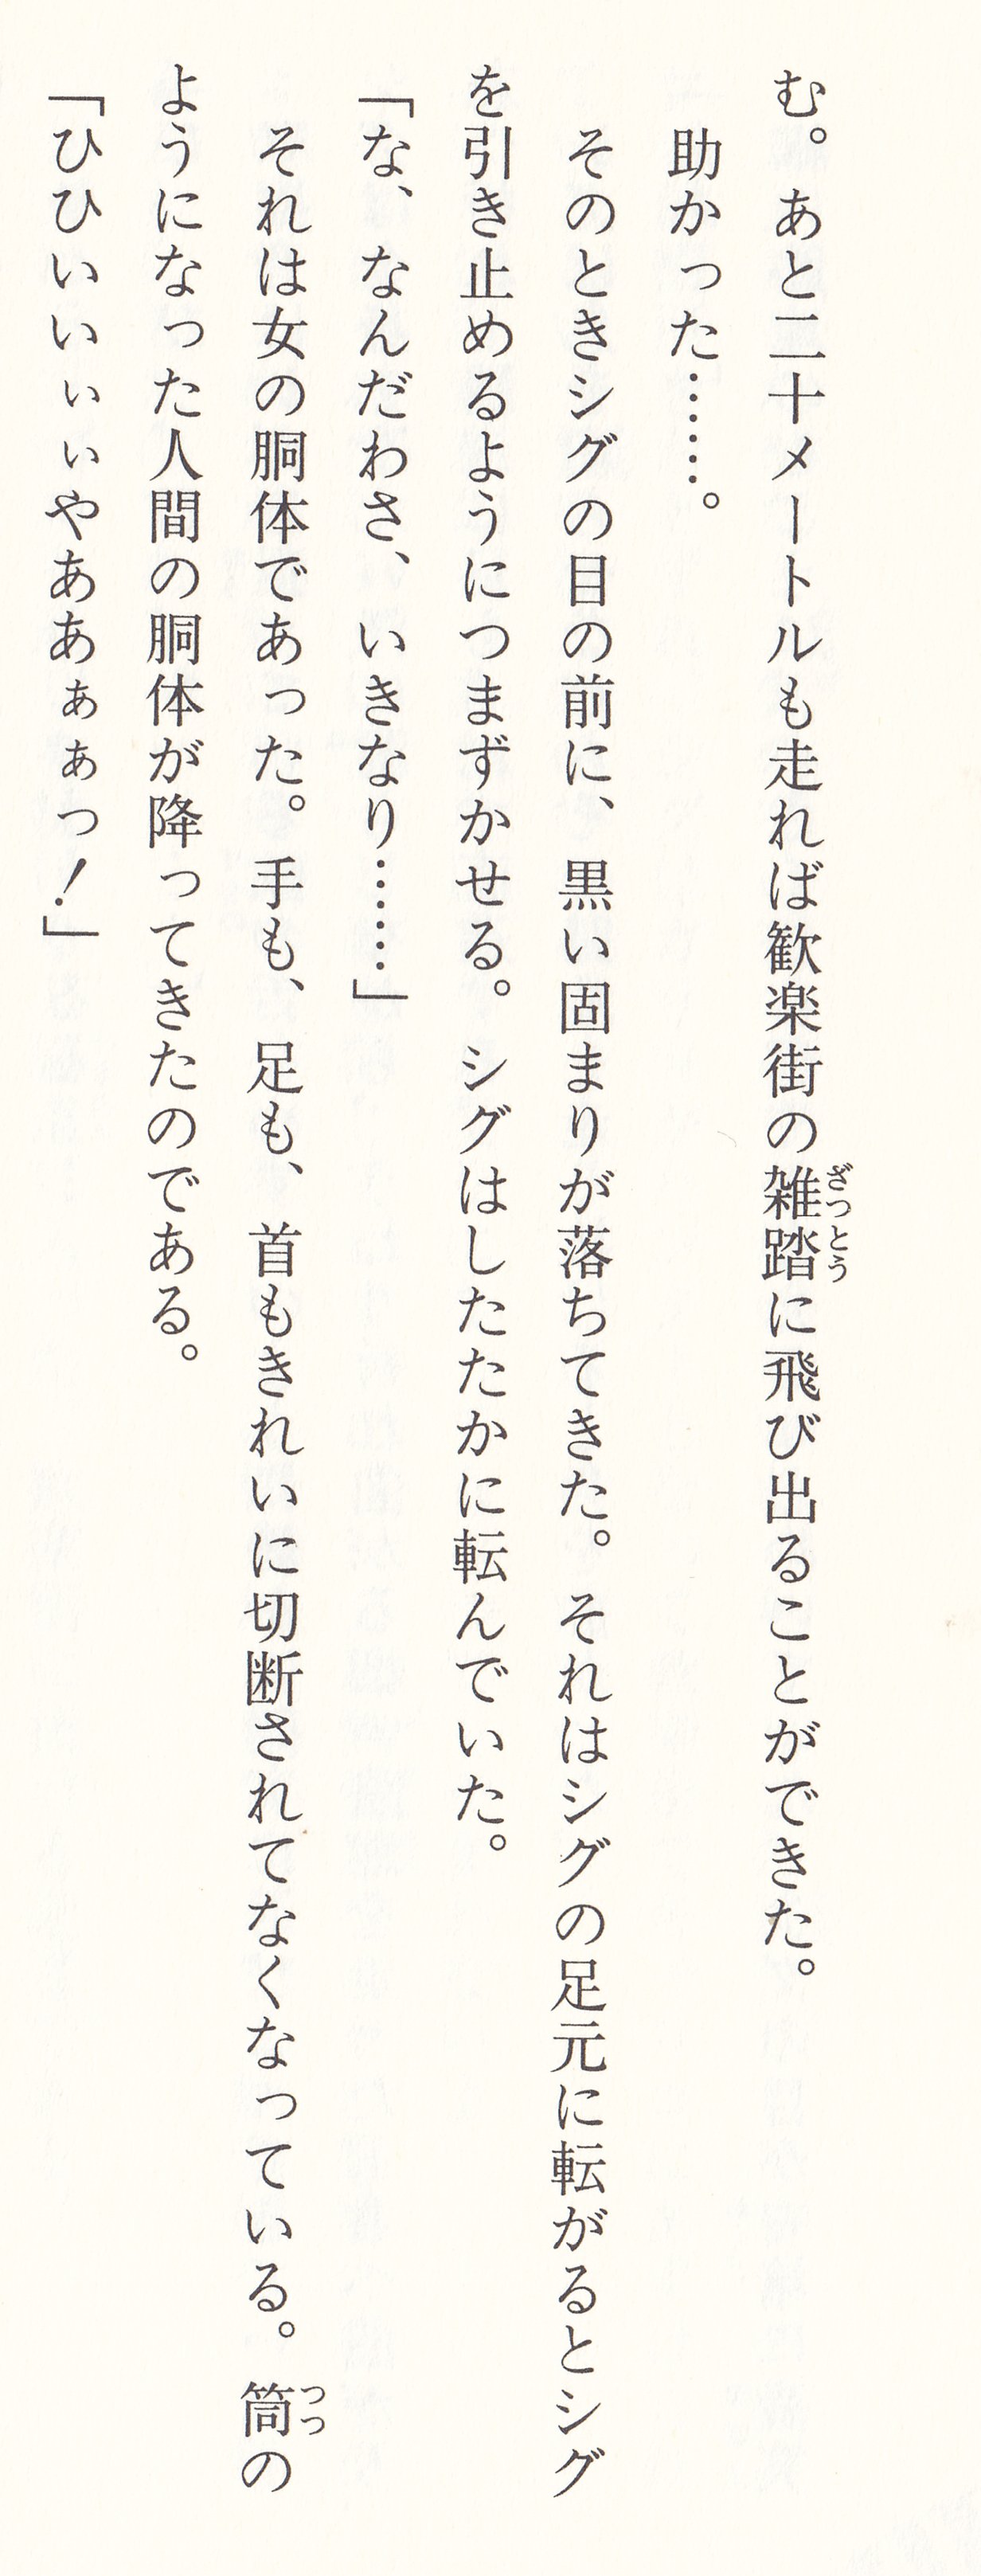 む。あと二十メートルも走れば歓楽街の雑踏に飛び出ることができた。
助かった……。
そのときシグの目の前に、黒い固まりが落ちてきた。それはシグの足元に転がるとシグ
を引き止めるようにつまずかせる。シグはしたたかに転んでいた。
「な、なんだわさ、いきなり……」
それは女の胴体であった。手も、足も、首もきれいに切断されてなくなっている。筒の
ようになった人間の胴体が降ってきたのである。
「ひひいいぃぃやああぁぁっ！」